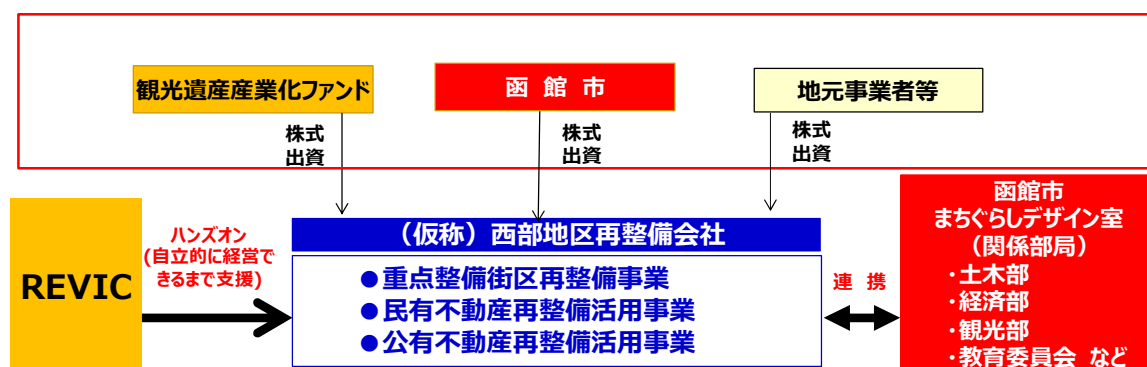 観光遺産産業化ファンド
函 館 市
地元事業者等
株式
出資
株式
出資
株式
出資
REVIC
ハンズオン
(自立的に経営で
きるまで支援)
（仮称）西部地区再整備会社
●重点整備街区再整備事業
●民有不動産再整備活用事業
●公有不動産再整備活用事業
連 携
函館市
まちぐらしデザイン室
（関係部局）
・土木部
・経済部
・観光部
・教育委員会 など